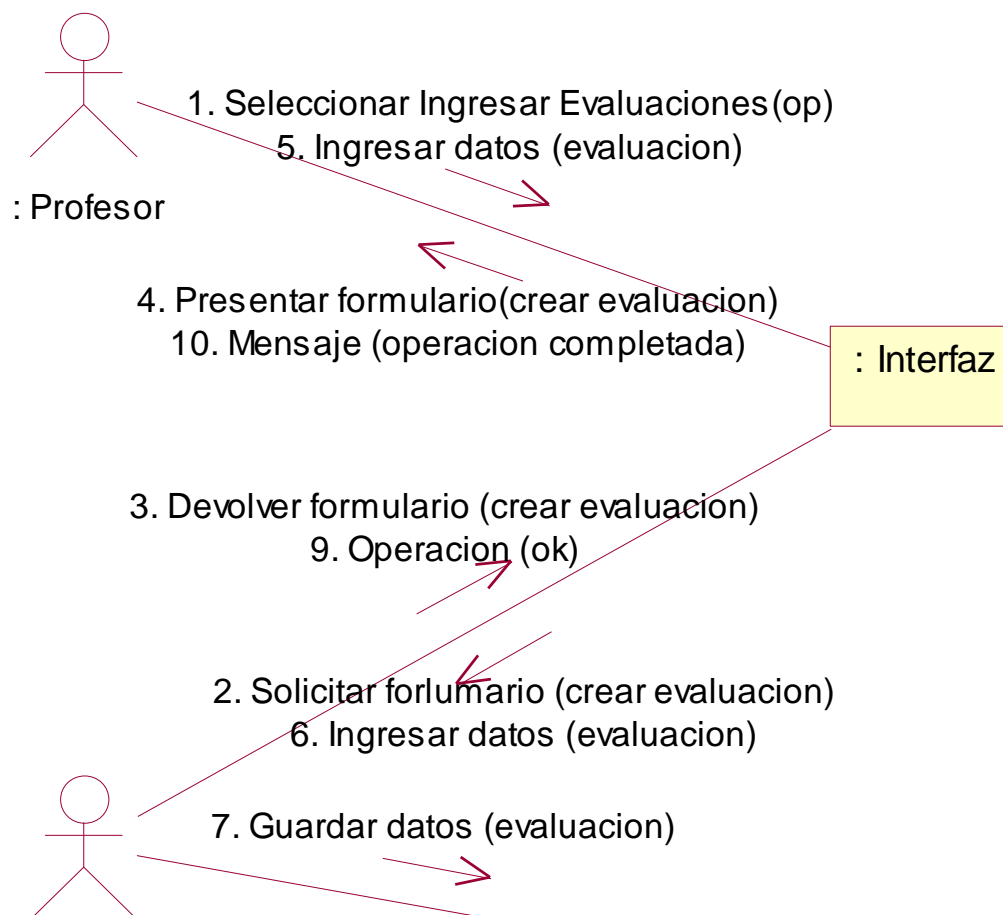 1. Seleccionar Ingresar Evaluaciones(op)
5. Ingresar datos (evaluacion)
: Profesor
4. Presentar formulario(crear evaluacion)
10. Mensaje (operacion completada)
: Interfaz
3. Devolver formulario (crear evaluacion)
9. Operacion (ok)
2. Solicitar forlumario (crear evaluacion)
6. Ingresar datos (evaluacion)
7. Guardar datos (evaluacion)